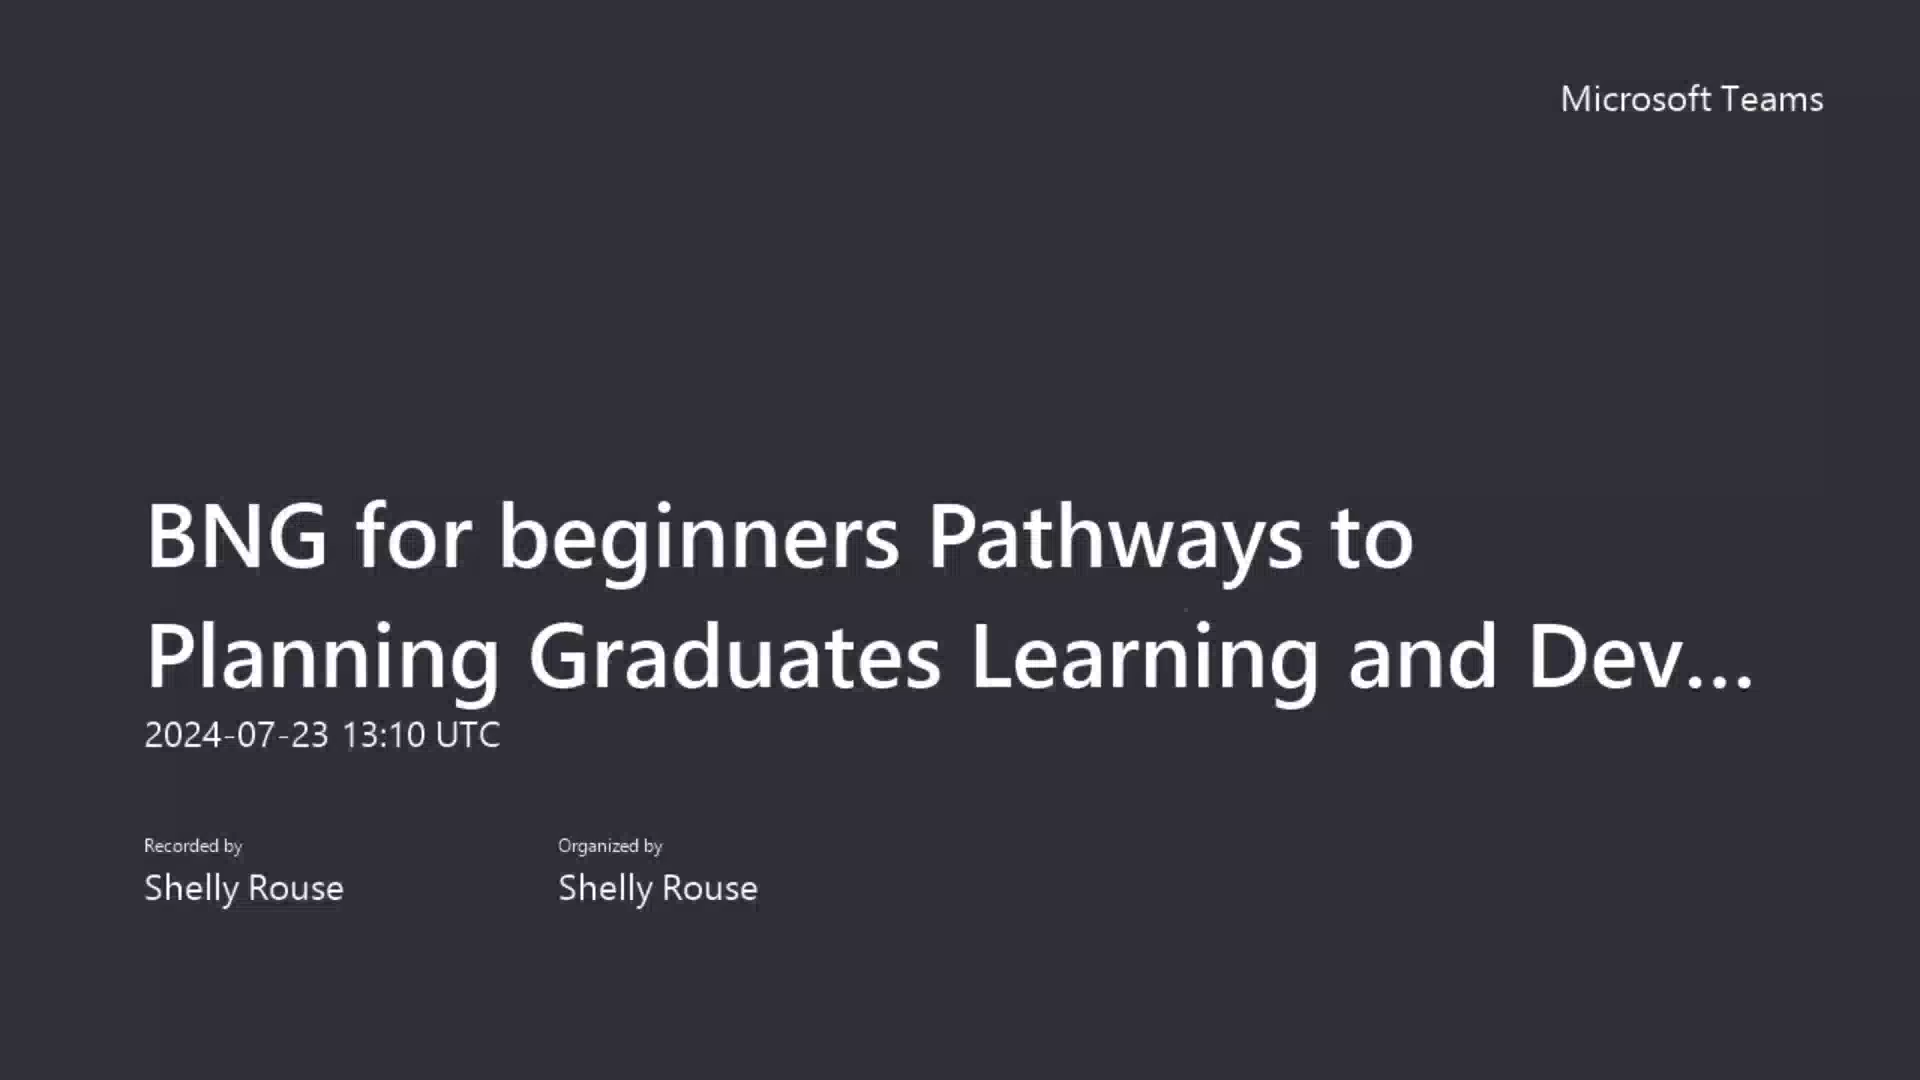 Microsoft Teams
BNG for beginners Pathways to
Planning Graduates Learning and Dev...
2024-07-23 13:10 UTC
Recorded by
Shelly Rouse
Organized by
Shelly Rouse